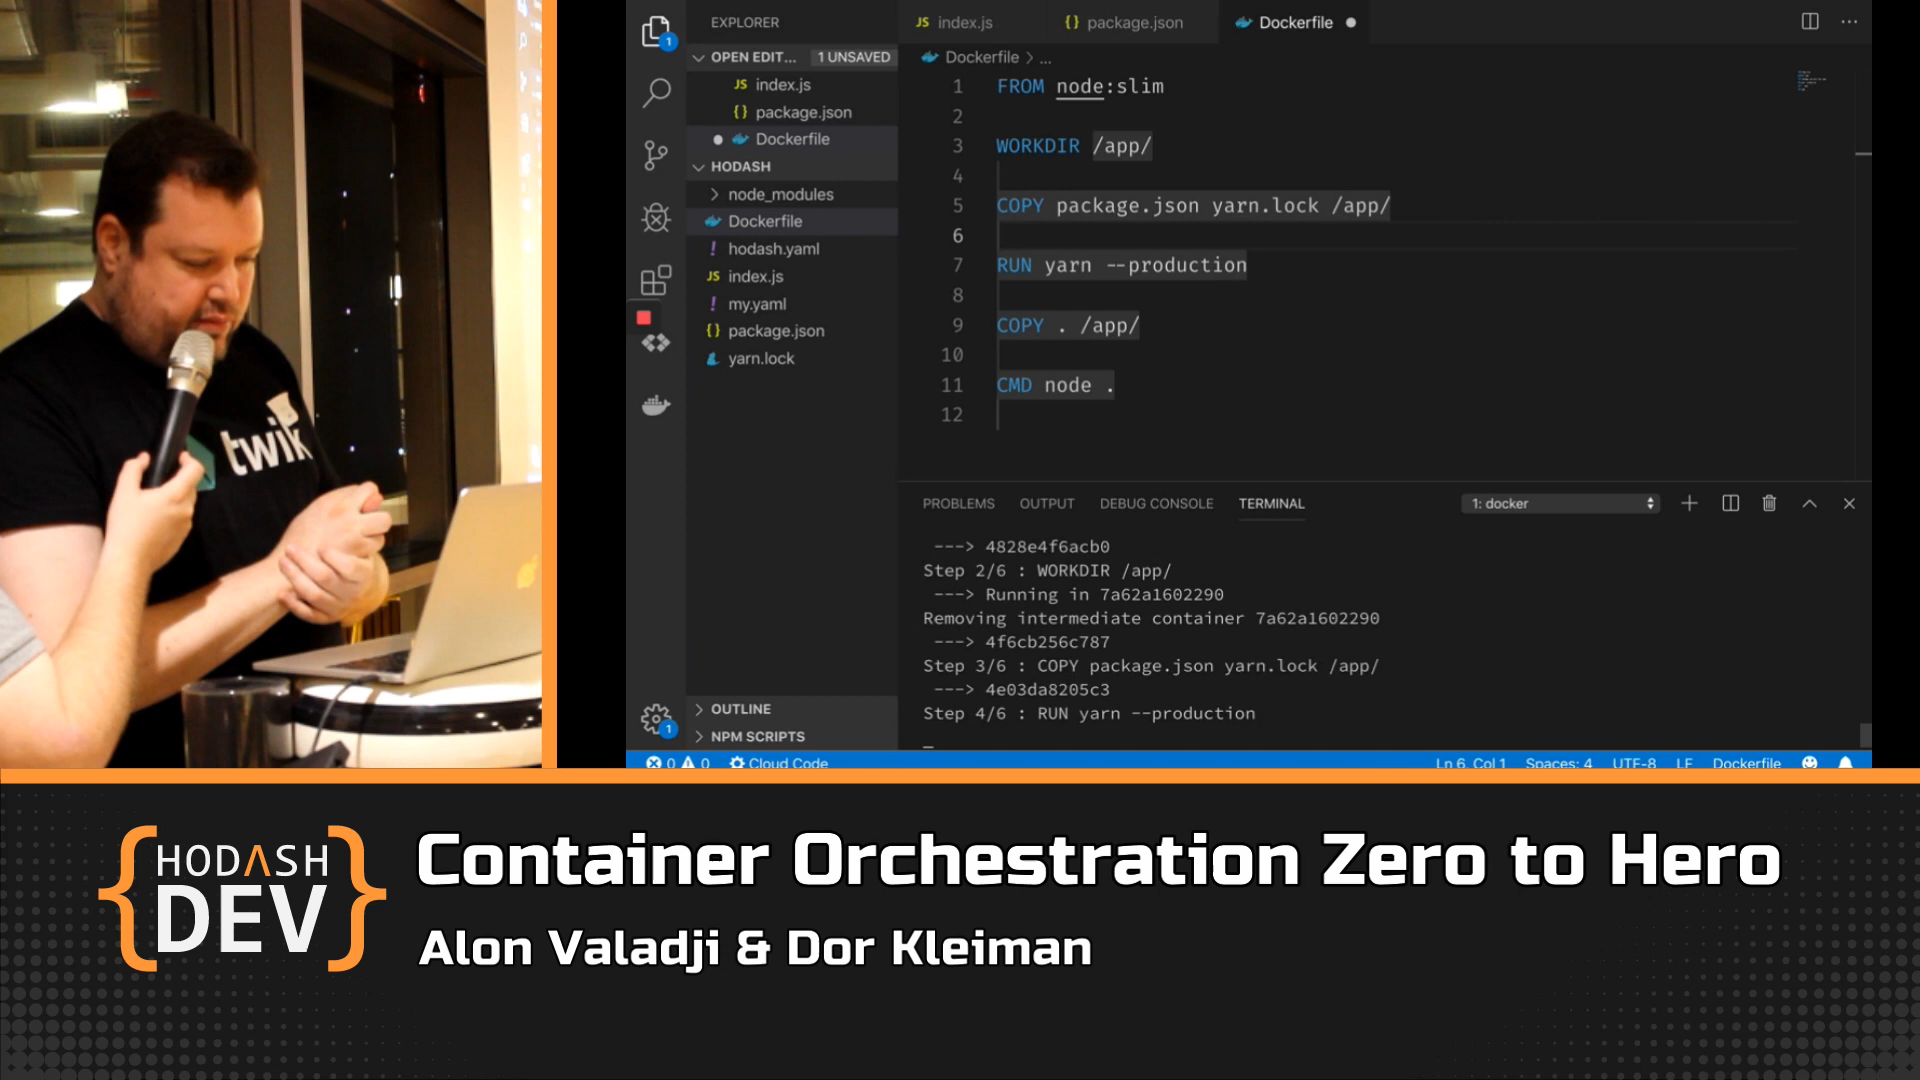 twik
EXPLORER
OPEN EDIT... 1 UNSAVED
JS index.js
{} package.json
Dockerfile
HODASH
node_modules
Dockerfile
! hodash.yaml
JS index.js
! my.yaml
{} package.json
yarn.lock
OUTLINE
NPM SCRIPTS
1
1
JS index.js {} package.json Dockerfile
Dockerfile > ...
1 FROM node:slim
2
3 WORKDIR /app/
4
5 COPY package.json yarn.lock /app/
6
7 RUN yarn --production
8
9 COPY . /app/
10
11 CMD node .
12
PROBLEMS OUTPUT DEBUG CONSOLE TERMINAL 1: docker
---> 4828e4f6acb0
Step 2/6 : WORKDIR /app/
---> Running in 7a62a1602290
Removing intermediate container 7a62a1602290
---> 4f6cb256c787
Step 3/6 : COPY package.json yarn.lock /app/
---> 4e03da8205c3
Step 4/6 : RUN yarn --production
0 0 Cloud Code Ln 6, Col 1 Spaces: 4 UTF-8 LF Dockerfile
{HODASH
DEV}
Container Orchestration Zero to Hero
Alon Valadji & Dor Kleiman